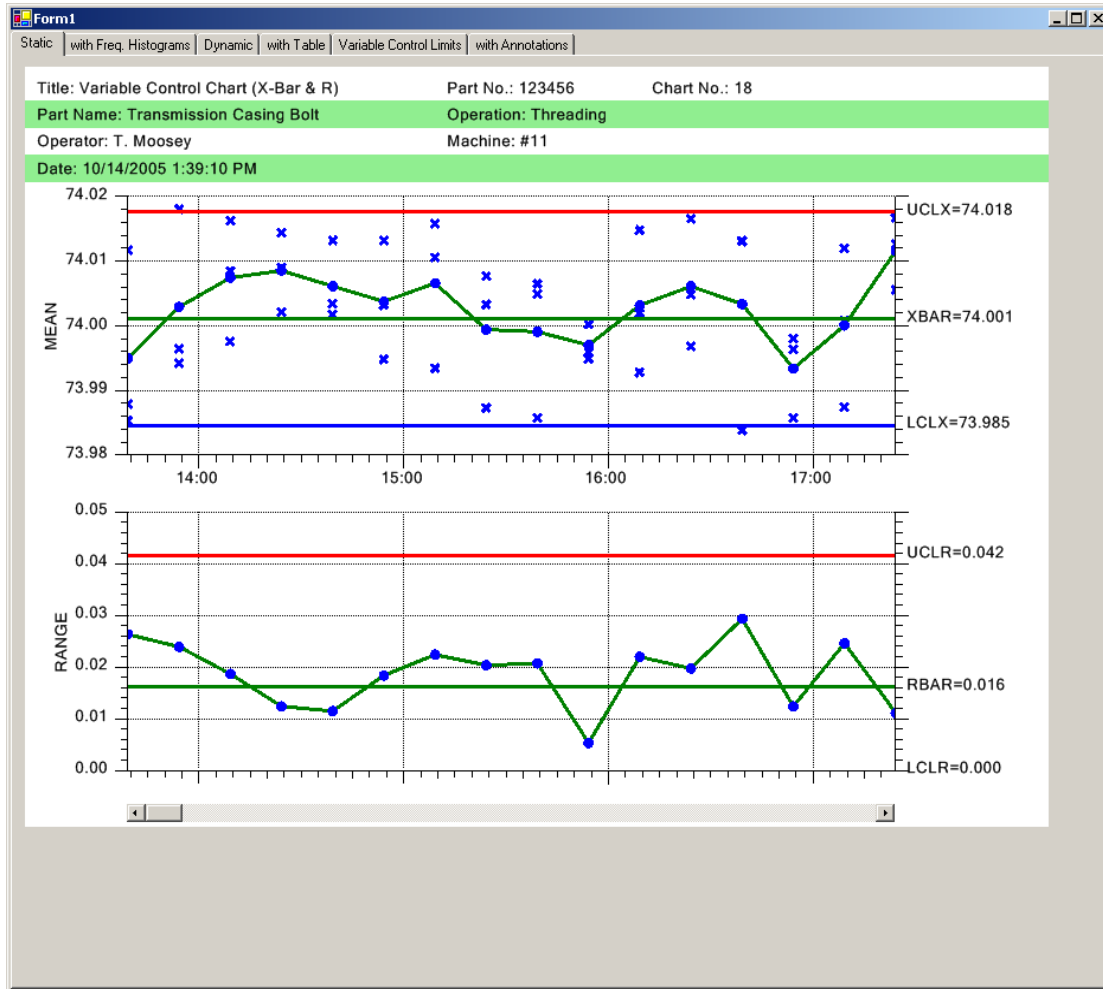 Form1
Static with Freq. Histograms Dynamic with Table Variable Control Limits with Annotations
Title: Variable Control Chart (X-Bar & R) Part No.: 123456 Chart No.: 18
Part Name: Transmission Casing Bolt Operation: Threading
Operator: T. Moosey Machine: #11
Date: 10/14/2005 1:39:10 PM
74.02
UCLX=74.018
74.01
MEAN
74.00
XBAR=74.001
73.99
LCLX=73.985
73.98
14:00 15:00 16:00 17:00
0.05
UCLR=0.042
0.04
RANGE
0.03
0.02
RBAR=0.016
0.01
0.00
LCLR=0.000